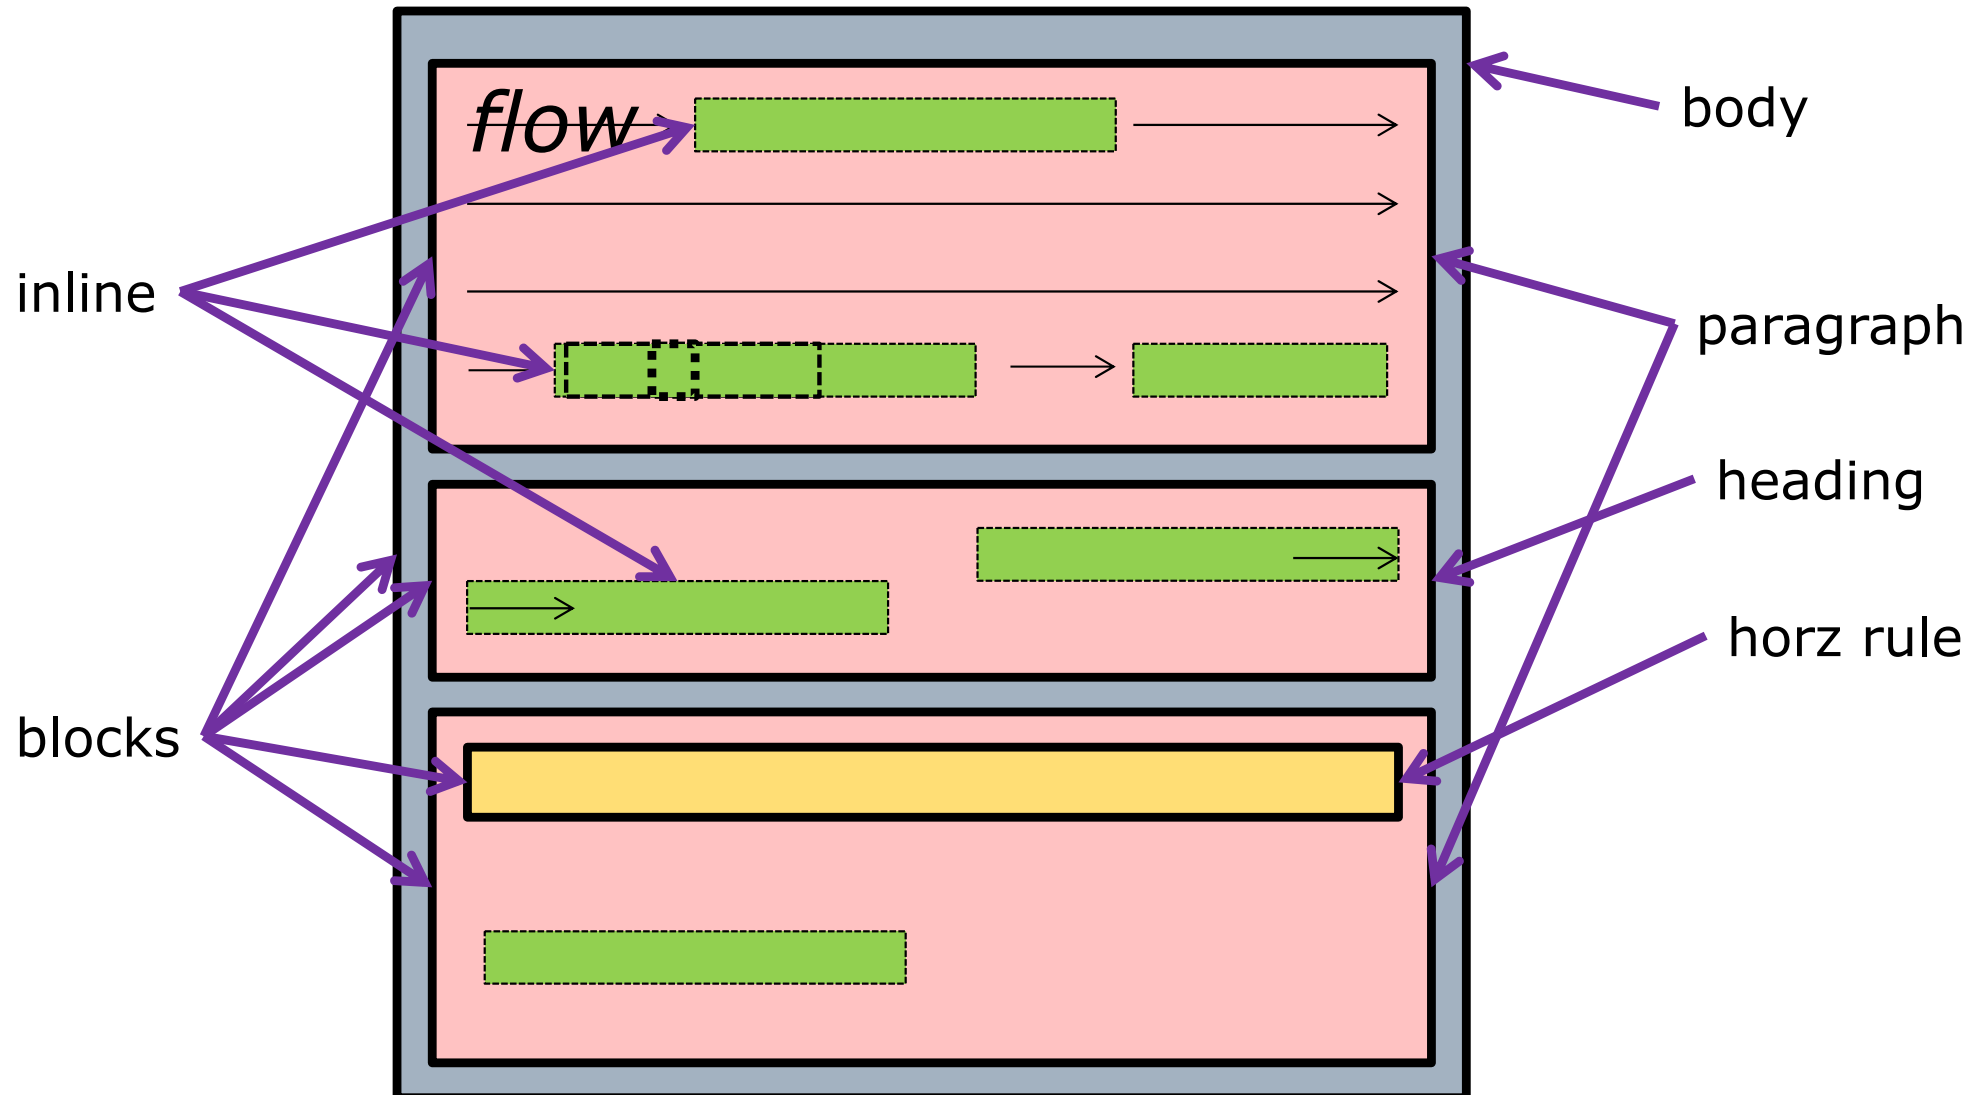 flow
body
inline
paragraph
heading
horz rule
blocks